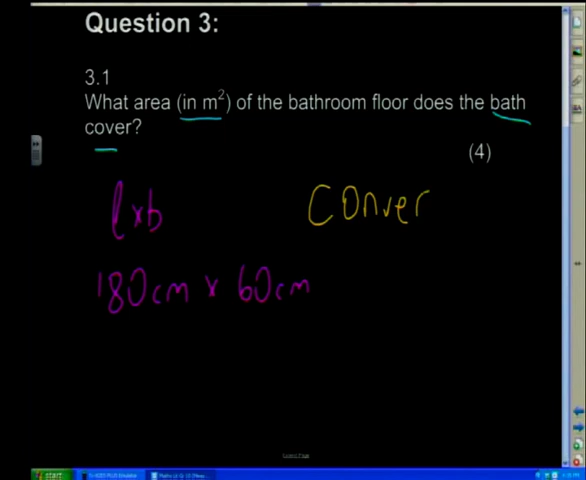 Question 3:
3.1
What area (in m²) of the bathroom floor does the bath
cover?
(4)
l x b
Conver
180cm x 60cm
start